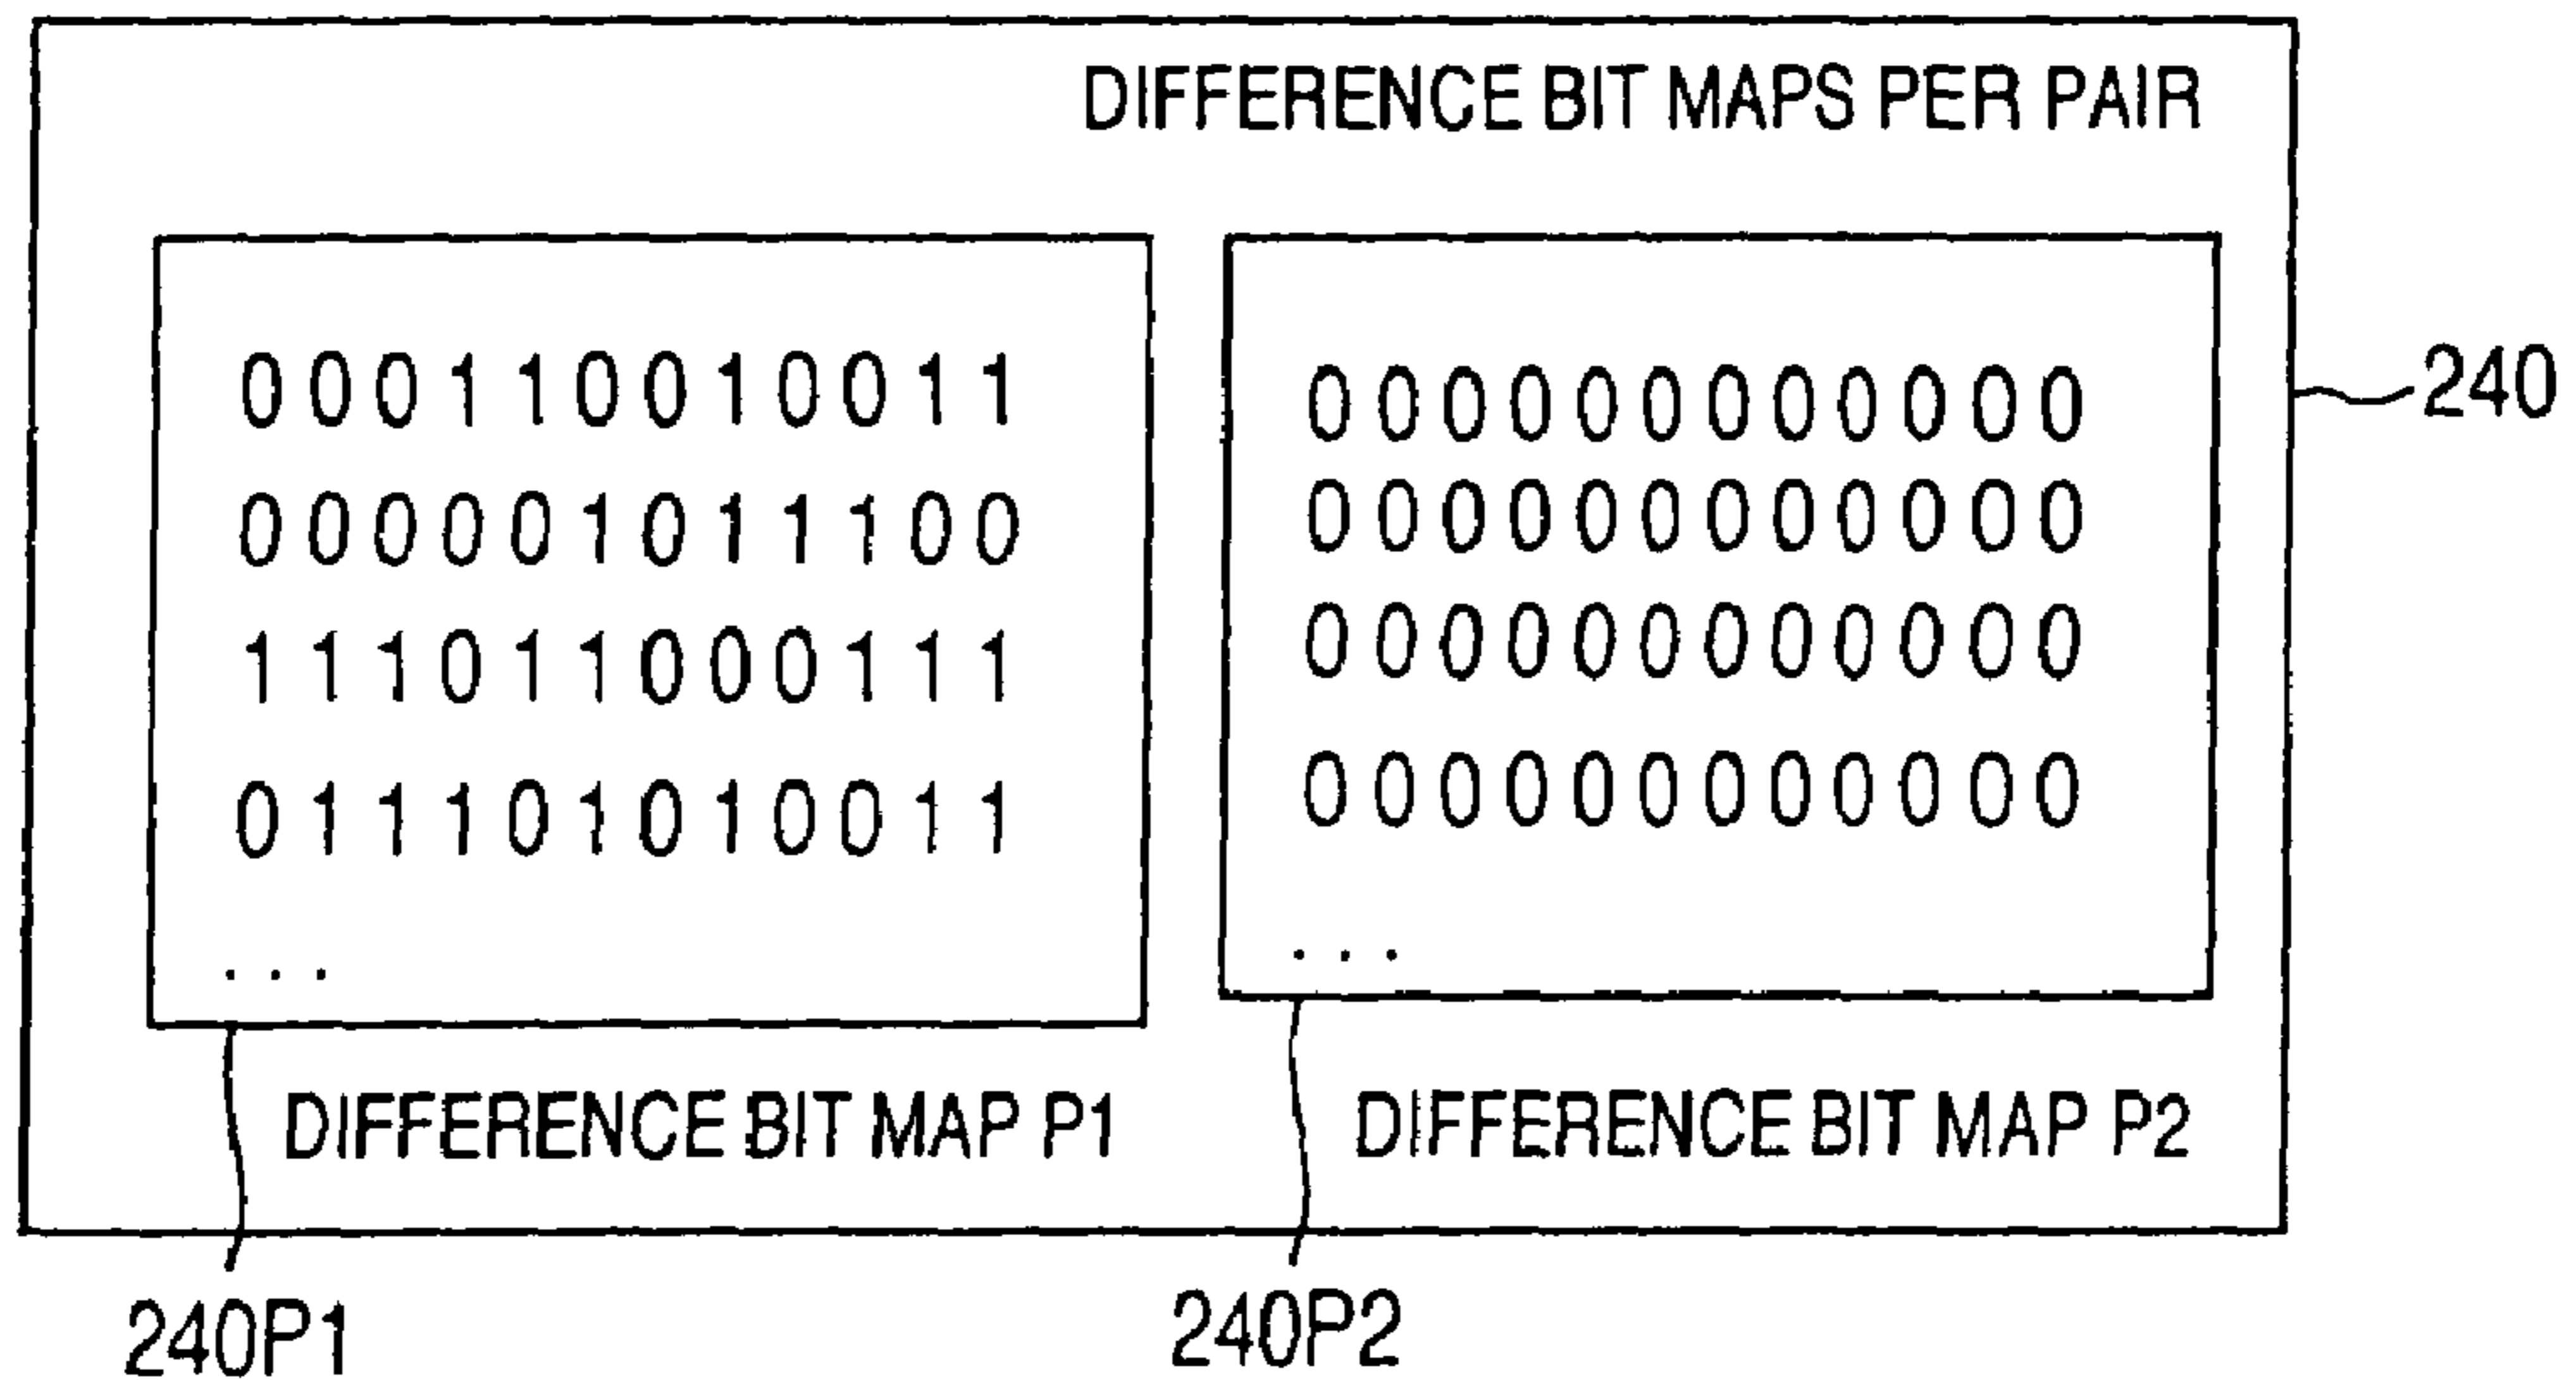 DIFFERENCE BIT MAPS PER PAIR
0 0 0 1 1 0 0 1 0 0 1 1
0 0 0 0 0 1 0 1 1 1 0 0
1 1 1 0 1 1 0 0 0 1 1 1
0 1 1 1 0 1 0 1 0 0 1 1
. . .
DIFFERENCE BIT MAP P1
240P1
0 0 0 0 0 0 0 0 0 0 0 0
0 0 0 0 0 0 0 0 0 0 0 0
0 0 0 0 0 0 0 0 0 0 0 0
0 0 0 0 0 0 0 0 0 0 0 0
. . .
DIFFERENCE BIT MAP P2
240P2
240